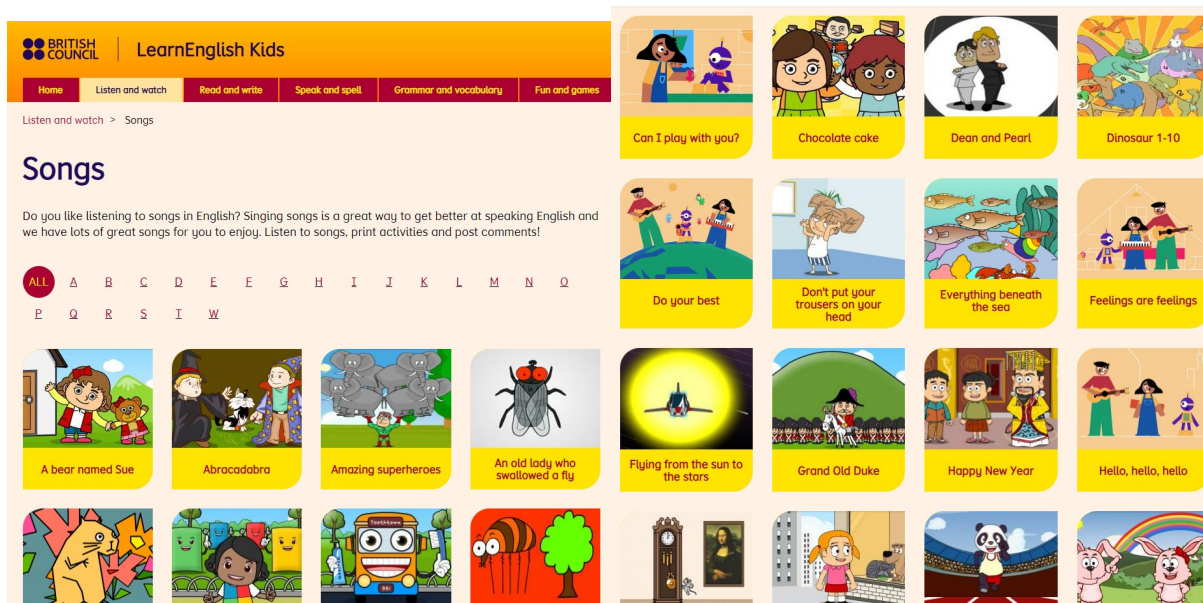 BRITISH
COUNCIL
LearnEnglish Kids
Home Listen and watch Read and write Speak and spell Grammar and vocabulary Fun and games
Listen and watch > Songs
Songs
Do you like listening to songs in English? Singing songs is a great way to get better at speaking English and
we have lots of great songs for you to enjoy. Listen to songs, print activities and post comments!
ALL A B C D E F G H I J K L M N O
P Q R S T W
A bear named Sue
Abracadabra
Amazing superheroes
An old lady who
swallowed a fly
Can I play with you?
Chocolate cake
Dean and Pearl
Dinosaur 1-10
Do your best
Don't put your
trousers on your
head
Everything beneath
the sea
Feelings are feelings
Flying from the sun to
the stars
Grand Old Duke
Happy New Year
Hello, hello, hello